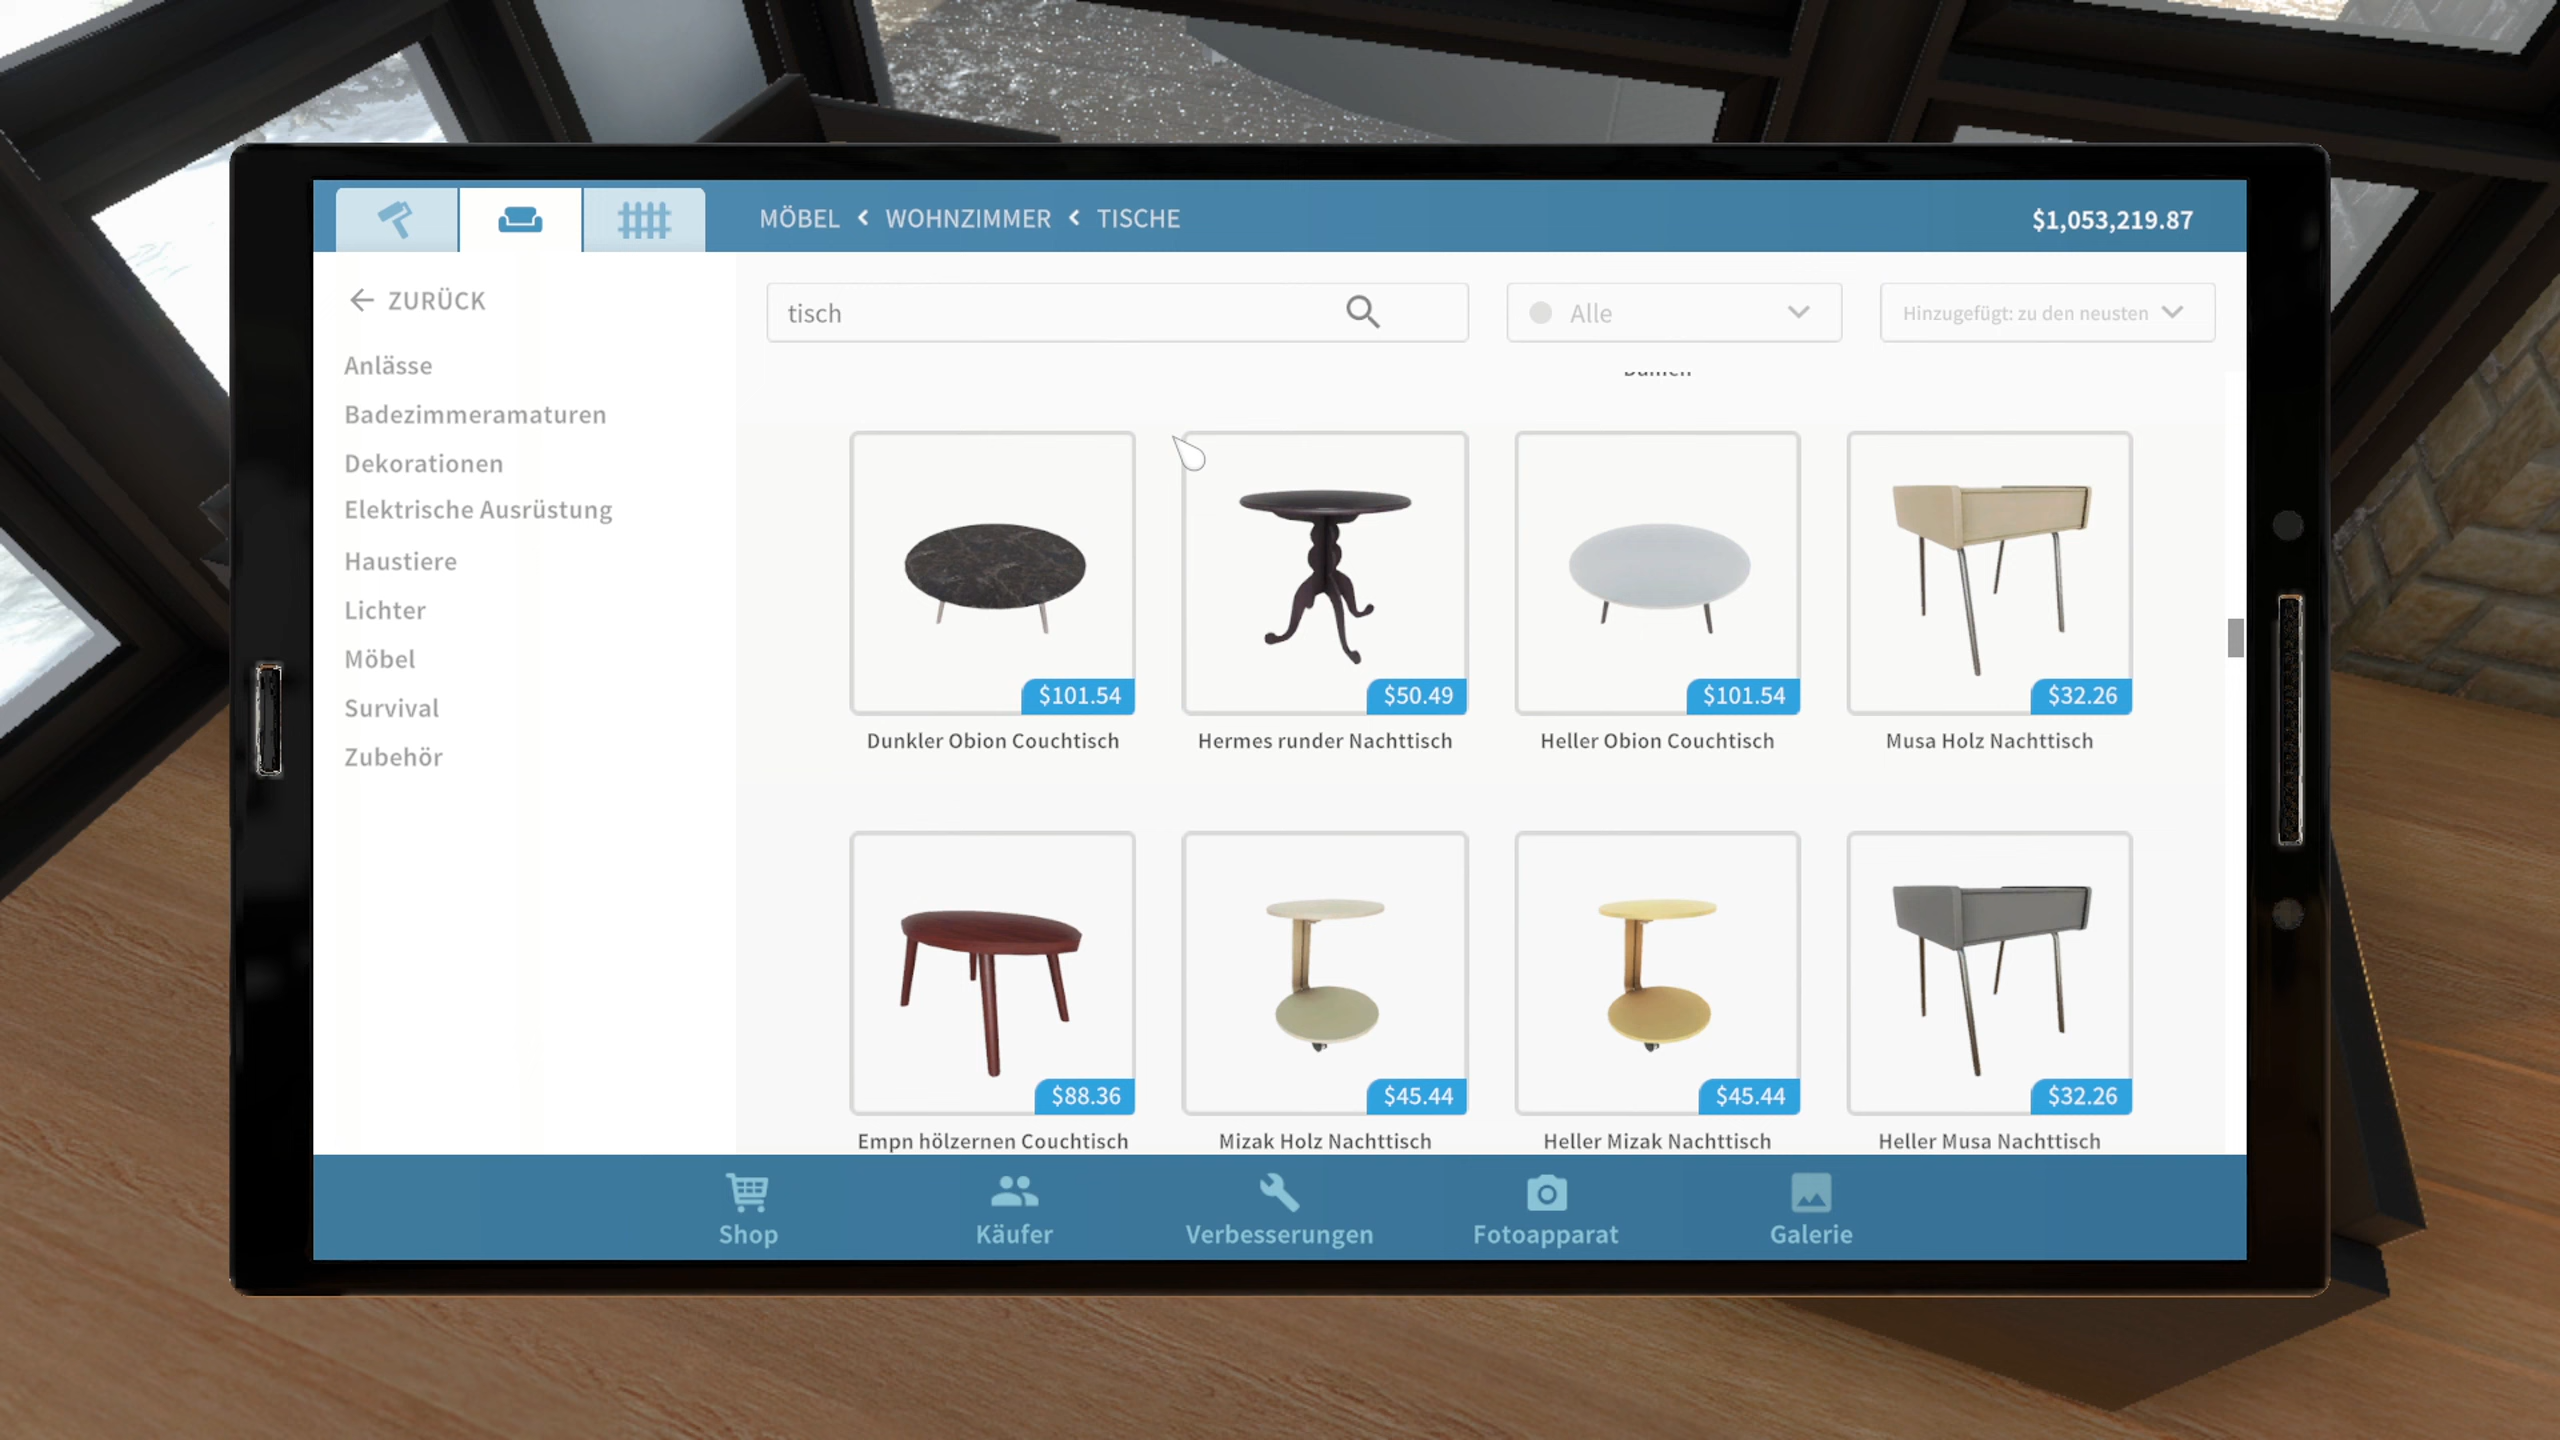 MÖBEL < WOHNZIMMER < TISCHE
$1,053,219.87
ZURÜCK
Anlässe
Badezimmeramaturen
Dekorationen
Elektrische Ausrüstung
Haustiere
Lichter
Möbel
Survival
Zubehör
tisch
Alle
Hinzugefügt: zu den neusten
$101.54
$50.49
$101.54
$32.26
Dunkler Obion Couchtisch
Hermes runder Nachttisch
Heller Obion Couchtisch
Musa Holz Nachttisch
$88.36
$45.44
$45.44
$32.26
Empn hölzernen Couchtisch
Mizak Holz Nachttisch
Heller Mizak Nachttisch
Heller Musa Nachttisch
Shop
Käufer
Verbesserungen
Fotoapparat
Galerie